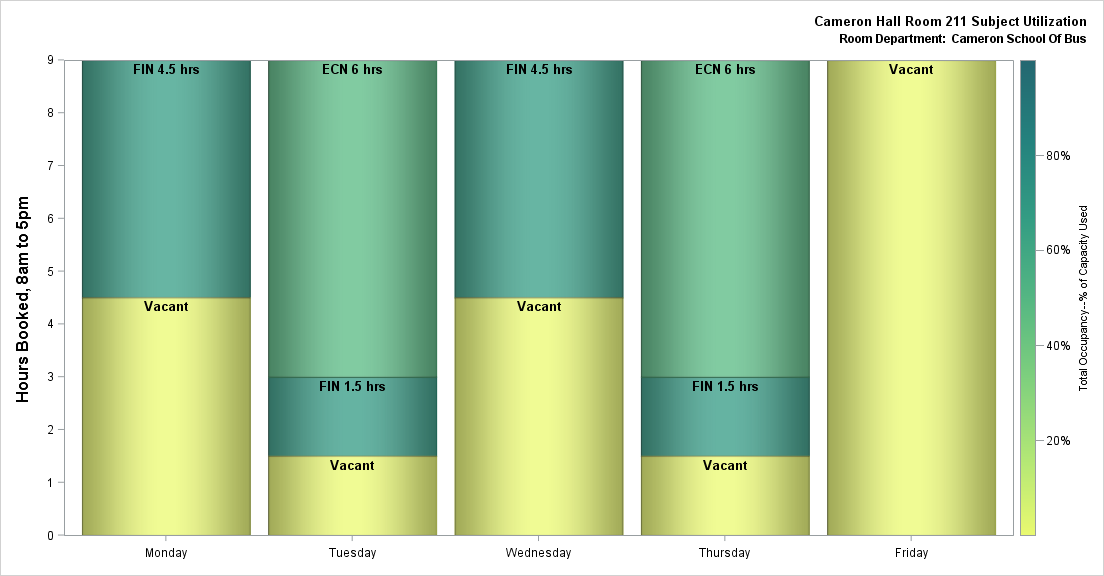 Cameron Hall Room 211 Subject Utilization
Room Department: Cameron School Of Bus
Hours Booked, 8am to 5pm
9
8
7
6
5
4
3
2
1
0
FIN 4.5 hrs
Vacant
ECN 6 hrs
FIN 1.5 hrs
Vacant
FIN 4.5 hrs
Vacant
ECN 6 hrs
FIN 1.5 hrs
Vacant
Vacant
Monday
Tuesday
Wednesday
Thursday
Friday
80%
60%
40%
20%
Total Occupancy--% of Capacity Used